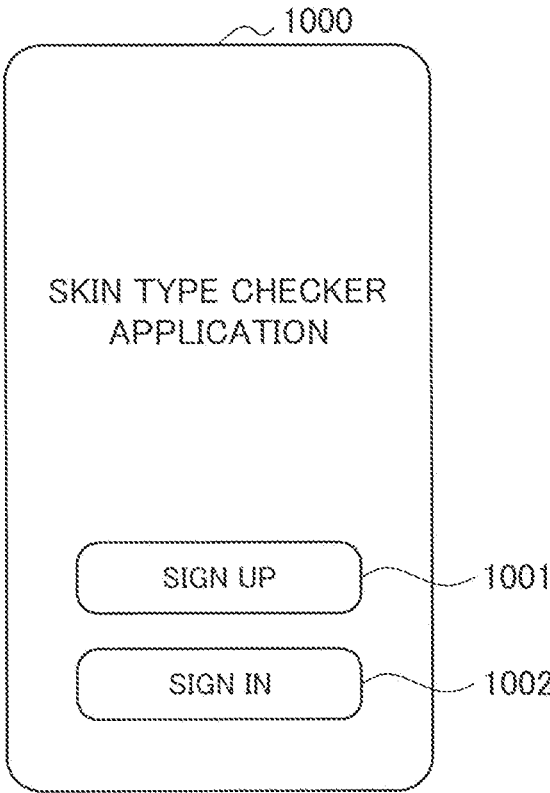 1000
SKIN TYPE CHECKER
APPLICATION
SIGN UP
1001
SIGN IN
1002